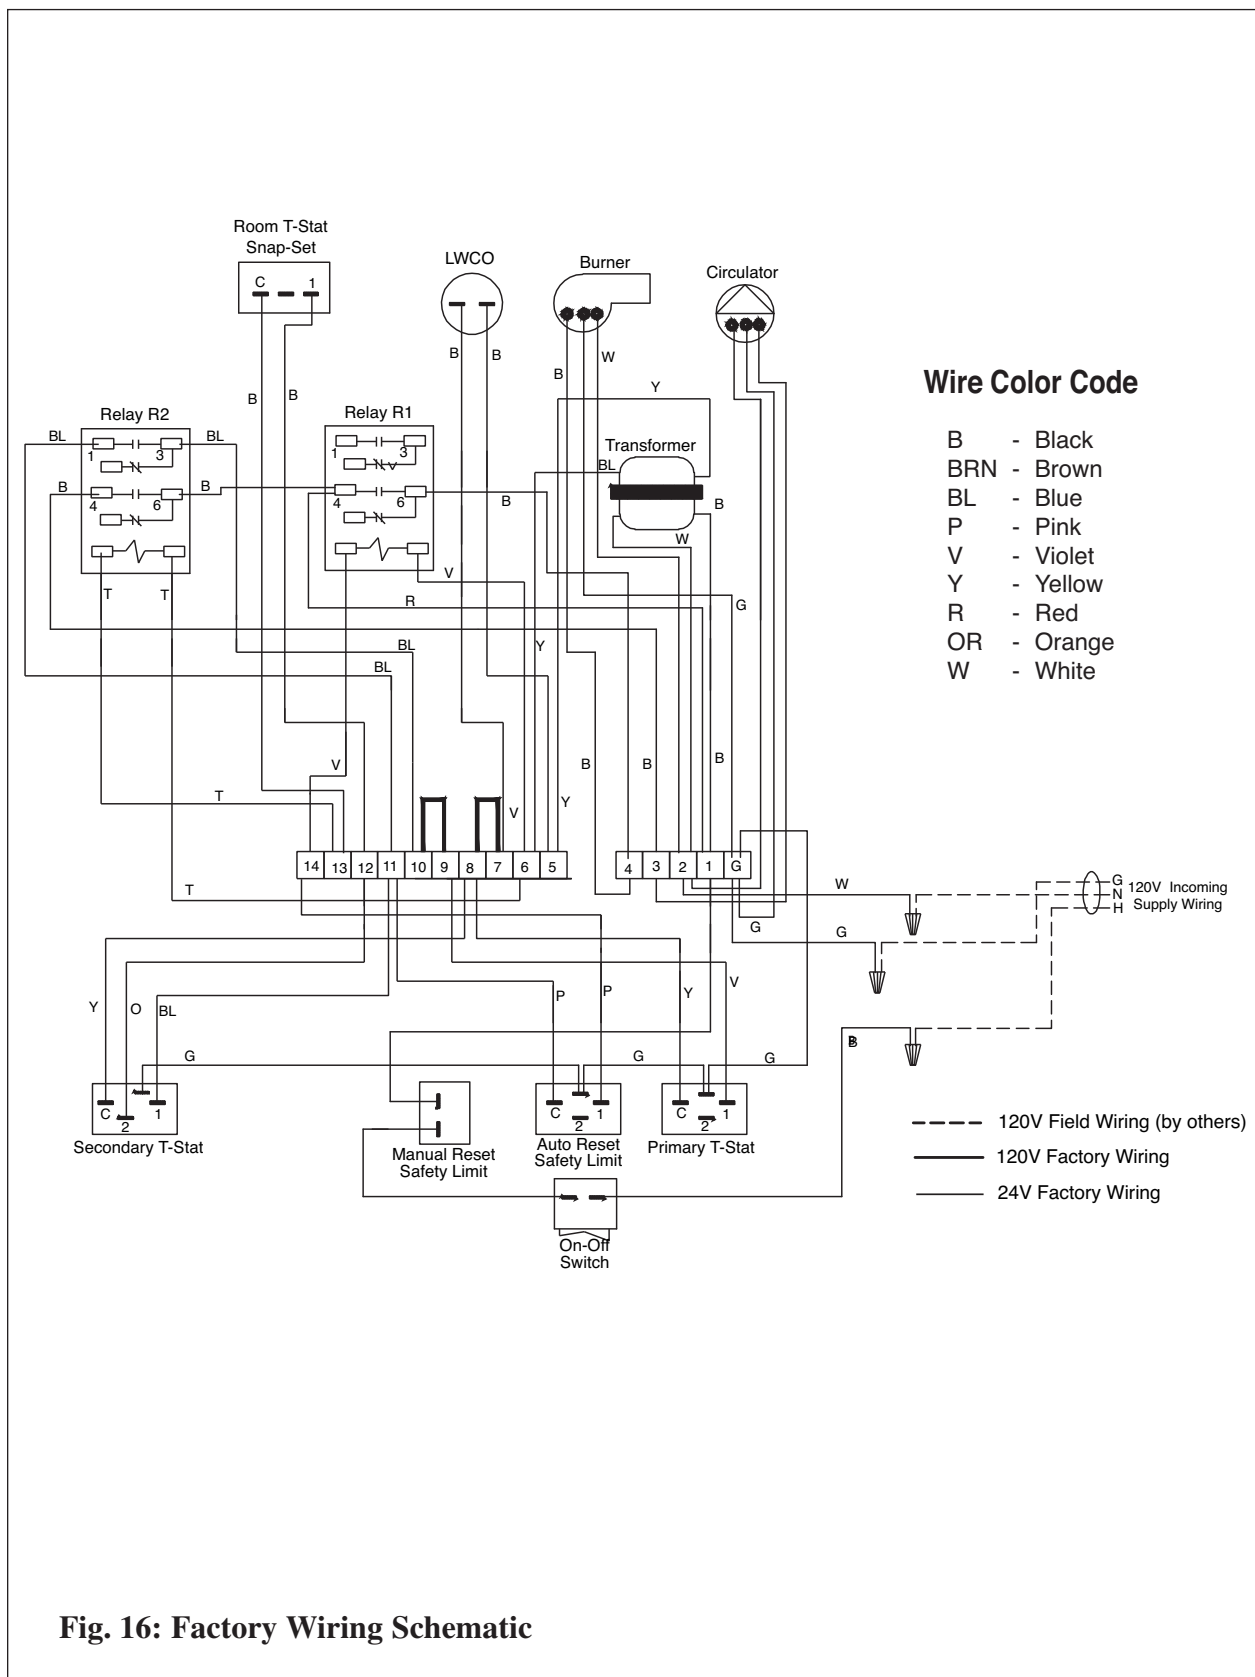 Room T-Stat
Snap-Set
C 1
LWCO
Burner
Circulator
B B
W
B
Y
B B
Relay R2
Relay R1
Transformer
BL BL
1 3
1 3
V
BL
B B
4 6
4 6
B
B
W
T T
V
R
G
BL
Y
BL
V
B
B
B
T
V
Y
14 13 12 11 10 9 8 7 6 5
4 3 2 1 G
T
W
G
G
Y
O
BL
P
P
Y
V
G
G
G
B
C 2 1
Secondary T-Stat
Manual Reset
Safety Limit
C 2 1
Auto Reset
Safety Limit
C 2 1
Primary T-Stat
On-Off
Switch
Wire Color Code
B - Black
BRN - Brown
BL - Blue
P - Pink
V - Violet
Y - Yellow
R - Red
OR - Orange
W - White
G
N
H
120V Incoming
Supply Wiring
120V Field Wiring (by others)
120V Factory Wiring
24V Factory Wiring
Fig. 16: Factory Wiring Schematic